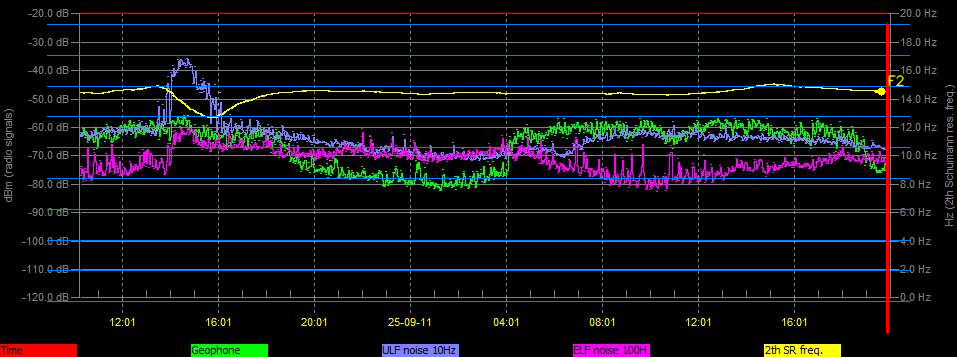 -20.0 dB 20.0 Hz
-30.0 dB 18.0 Hz
-40.0 dB 16.0 Hz
F2
-50.0 dB 14.0 Hz
-60.0 dB 12.0 Hz
-70.0 dB 10.0 Hz
-80.0 dB 8.0 Hz
-90.0 dB 6.0 Hz
-100.0 dB 4.0 Hz
-110.0 dB 2.0 Hz
-120.0 dB 0.0 Hz
dBm (radio signals)
Hz (2th Schumann res. freq.)
12:01 16:01 20:01 25-09-11 04:01 08:01 12:01 16:01
Time Geophone ULF noise 10Hz ELF noise 100H 2th SR freq.